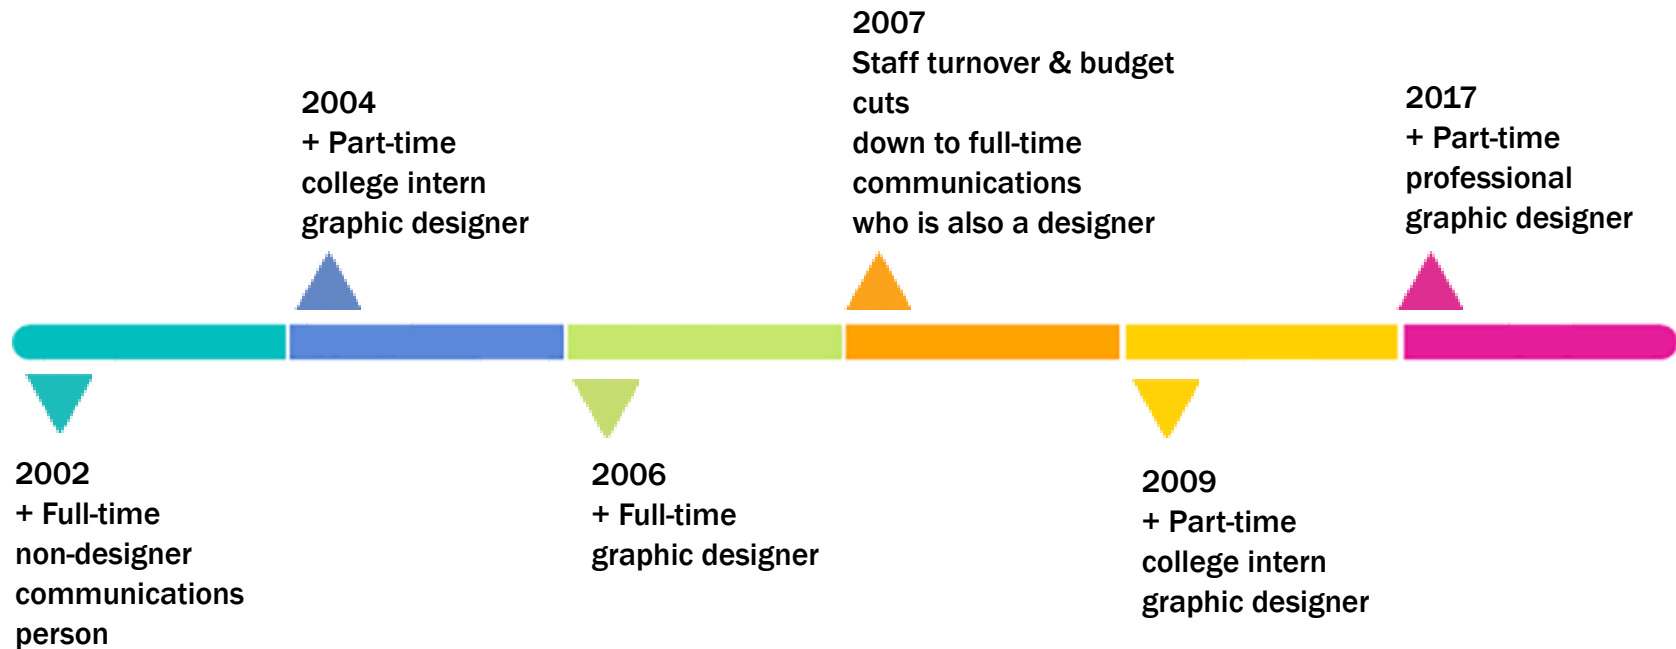 2002
+ Full-time
non-designer
communications
person
2004
+ Part-time
college intern
graphic designer
2006
+ Full-time
graphic designer
2007
Staff turnover & budget
cuts
down to full-time
communications
who is also a designer
2009
+ Part-time
college intern
graphic designer
2017
+ Part-time
professional
graphic designer